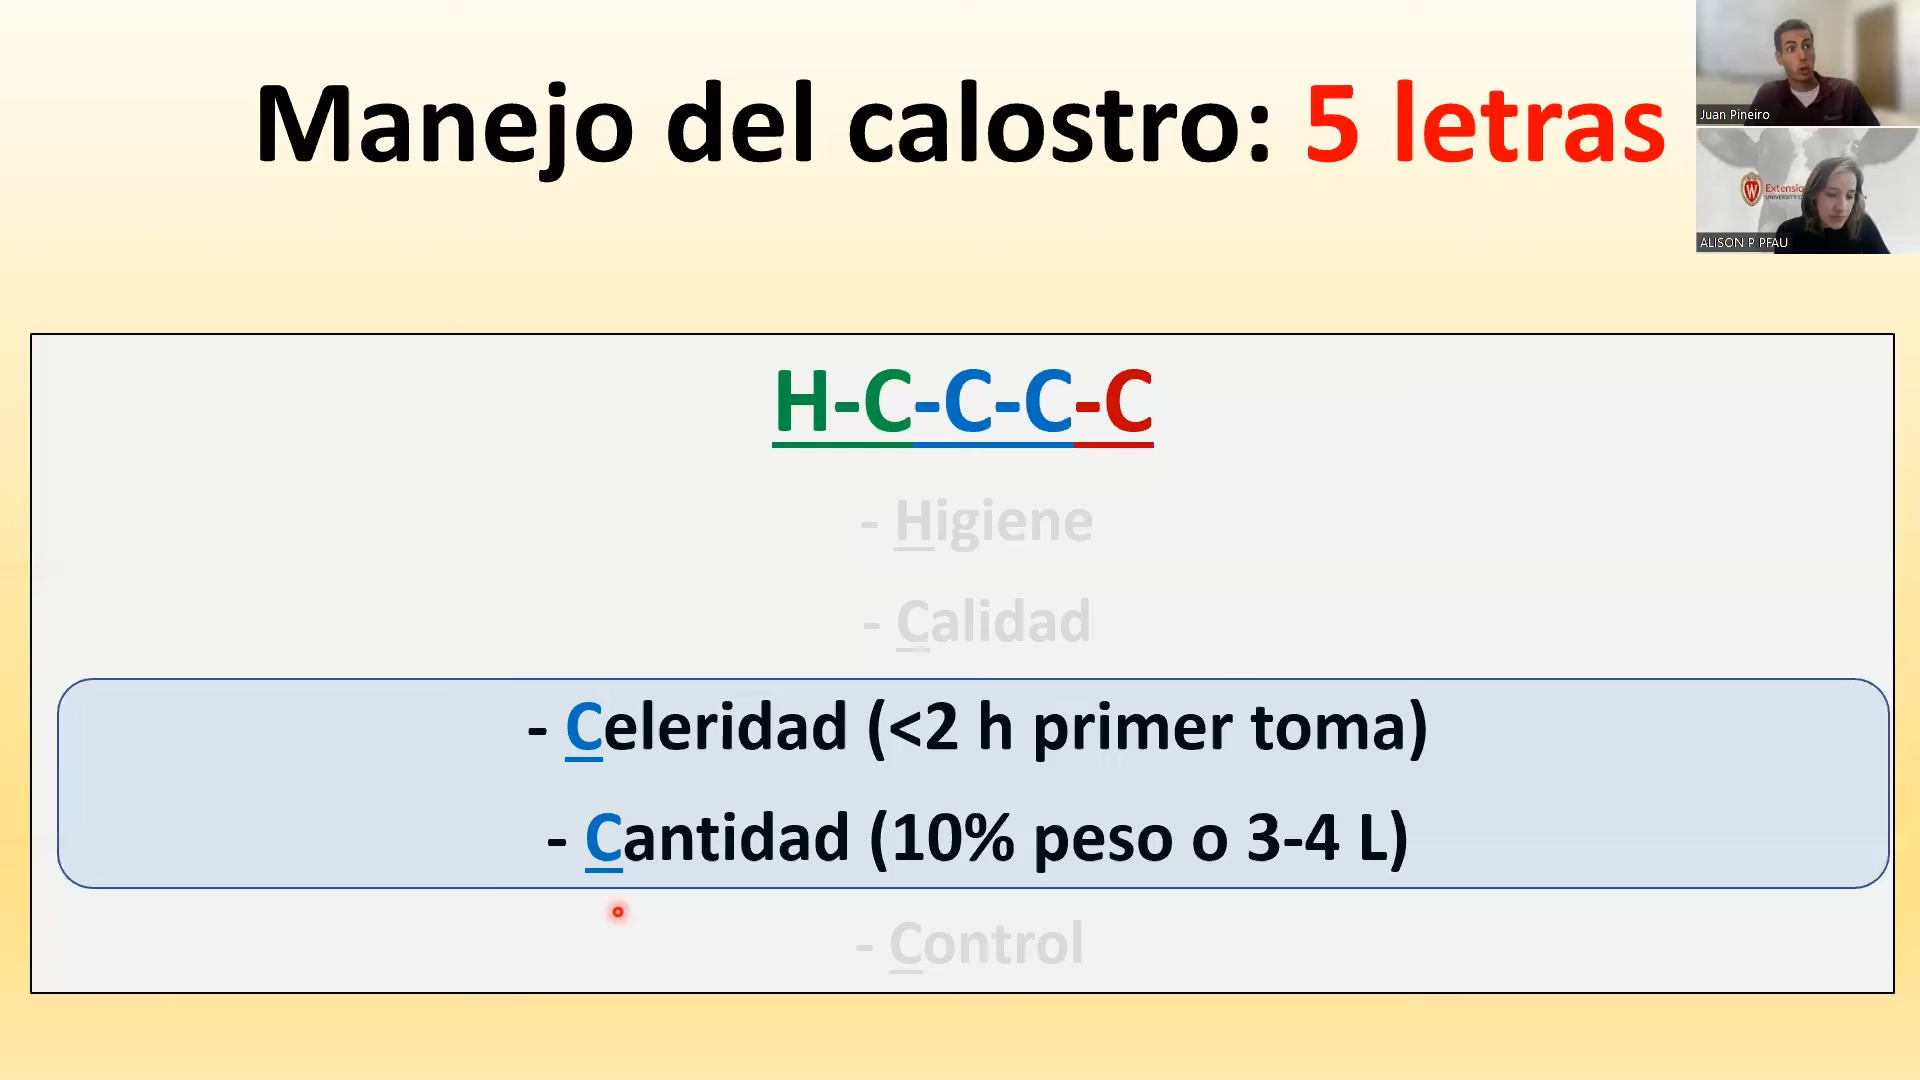 Manejo del calostro: 5 letras
H-C-C-C-C
- Higiene
- Calidad
- Celeridad (<2 h primer toma)
- Cantidad (10% peso o 3-4 L)
- Control
Juan Pineiro
Extensio
ALISON P PFAU